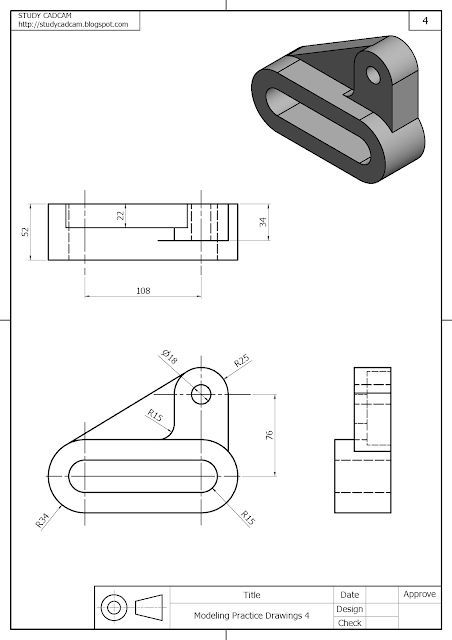 STUDY CADCAM
http://studycadcam.blogspot.com
4
22
52
34
108
Ø18
R25
R15
76
R34
R15
Title
Date
Approve
Modeling Practice Drawings 4
Design
Check